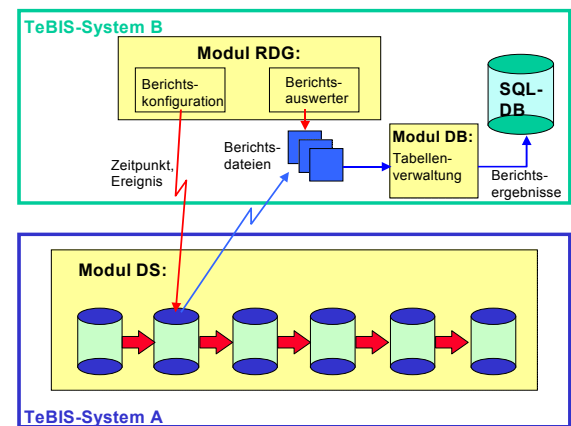 TeBIS-System B
Modul RDG:
Berichts-
konfiguration
Berichts-
auswerter
SQL-
DB
Berichts-
dateien
Modul DB:
Tabellen-
verwaltung
Zeitpunkt,
Ereignis
Berichts-
ergebnisse
Modul DS:
TeBIS-System A